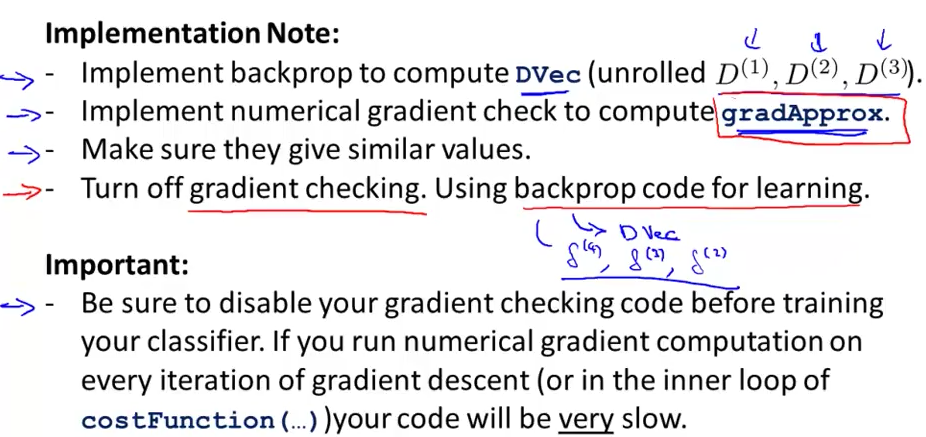 Implementation Note:
- Implement backprop to compute DVec (unrolled D⁽¹⁾, D⁽²⁾, D⁽³⁾).
- Implement numerical gradient check to compute gradApprox.
- Make sure they give similar values.
- Turn off gradient checking. Using backprop code for learning.
DVec
δ⁽⁴⁾, δ⁽³⁾, δ⁽²⁾
Important:
- Be sure to disable your gradient checking code before training
your classifier. If you run numerical gradient computation on
every iteration of gradient descent (or in the inner loop of
costFunction(…))your code will be very slow.